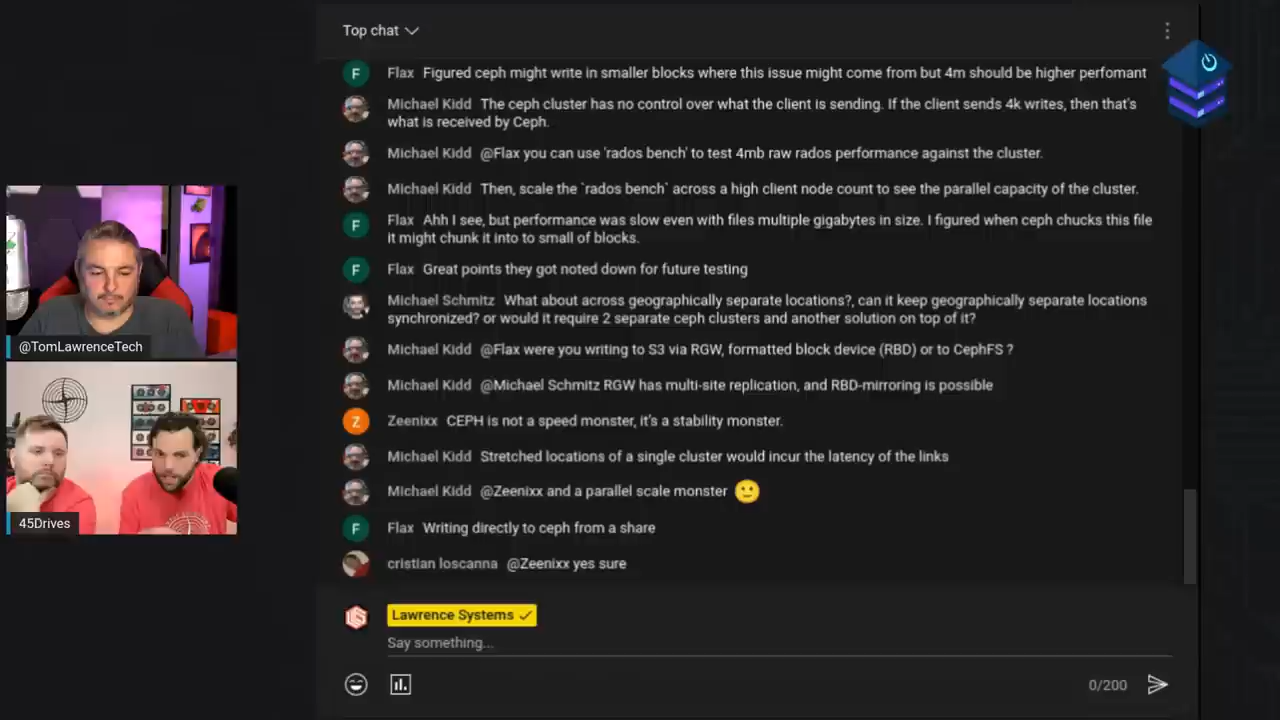 Top chat
Flax Figured ceph might write in smaller blocks where this issue might come from but 4m should be higher perfomant
Michael Kidd The ceph cluster has no control over what the client is sending. If the client sends 4k writes, then that's
what is received by Ceph.
Michael Kidd @Flax you can use 'rados bench' to test 4mb raw rados performance against the cluster.
Michael Kidd Then, scale the `rados bench` across a high client node count to see the parallel capacity of the cluster.
Flax Ahh I see, but performance was slow even with files multiple gigabytes in size. I figured when ceph chucks this file
it might chunk it into to small of blocks.
Flax Great points they got noted down for future testing
Michael Schmitz What about across geographically separate locations?, can it keep geographically separate locations
synchronized? or would it require 2 separate ceph clusters and another solution on top of it?
Michael Kidd @Flax were you writing to S3 via RGW, formatted block device (RBD) or to CephFS ?
Michael Kidd @Michael Schmitz RGW has multi-site replication, and RBD-mirroring is possible
Zeenixx CEPH is not a speed monster, it's a stability monster.
Michael Kidd Stretched locations of a single cluster would incur the latency of the links
Michael Kidd @Zeenixx and a parallel scale monster
Flax Writing directly to ceph from a share
cristian loscanna @Zeenixx yes sure
Lawrence Systems
Say something...
0/200
@TomLawrenceTech
45Drives
F
F
F
Z
F